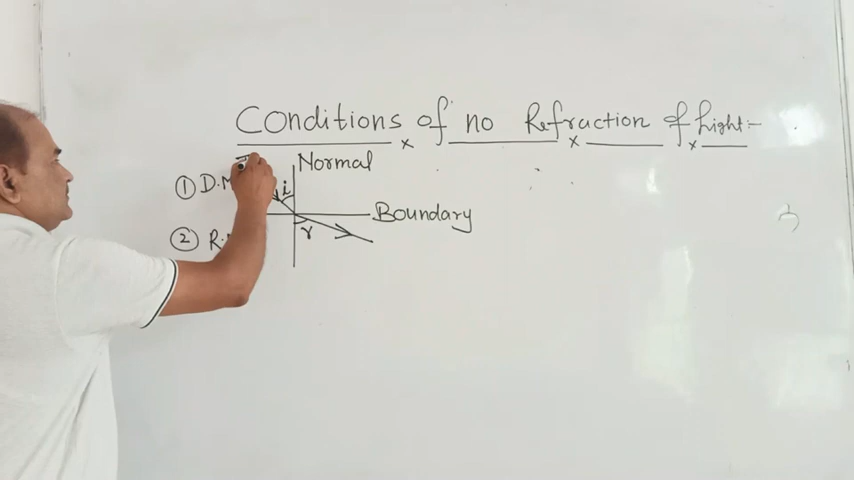 Conditions of no Refraction of Light:-
Normal
① D.
i
Boundary
② R.
r